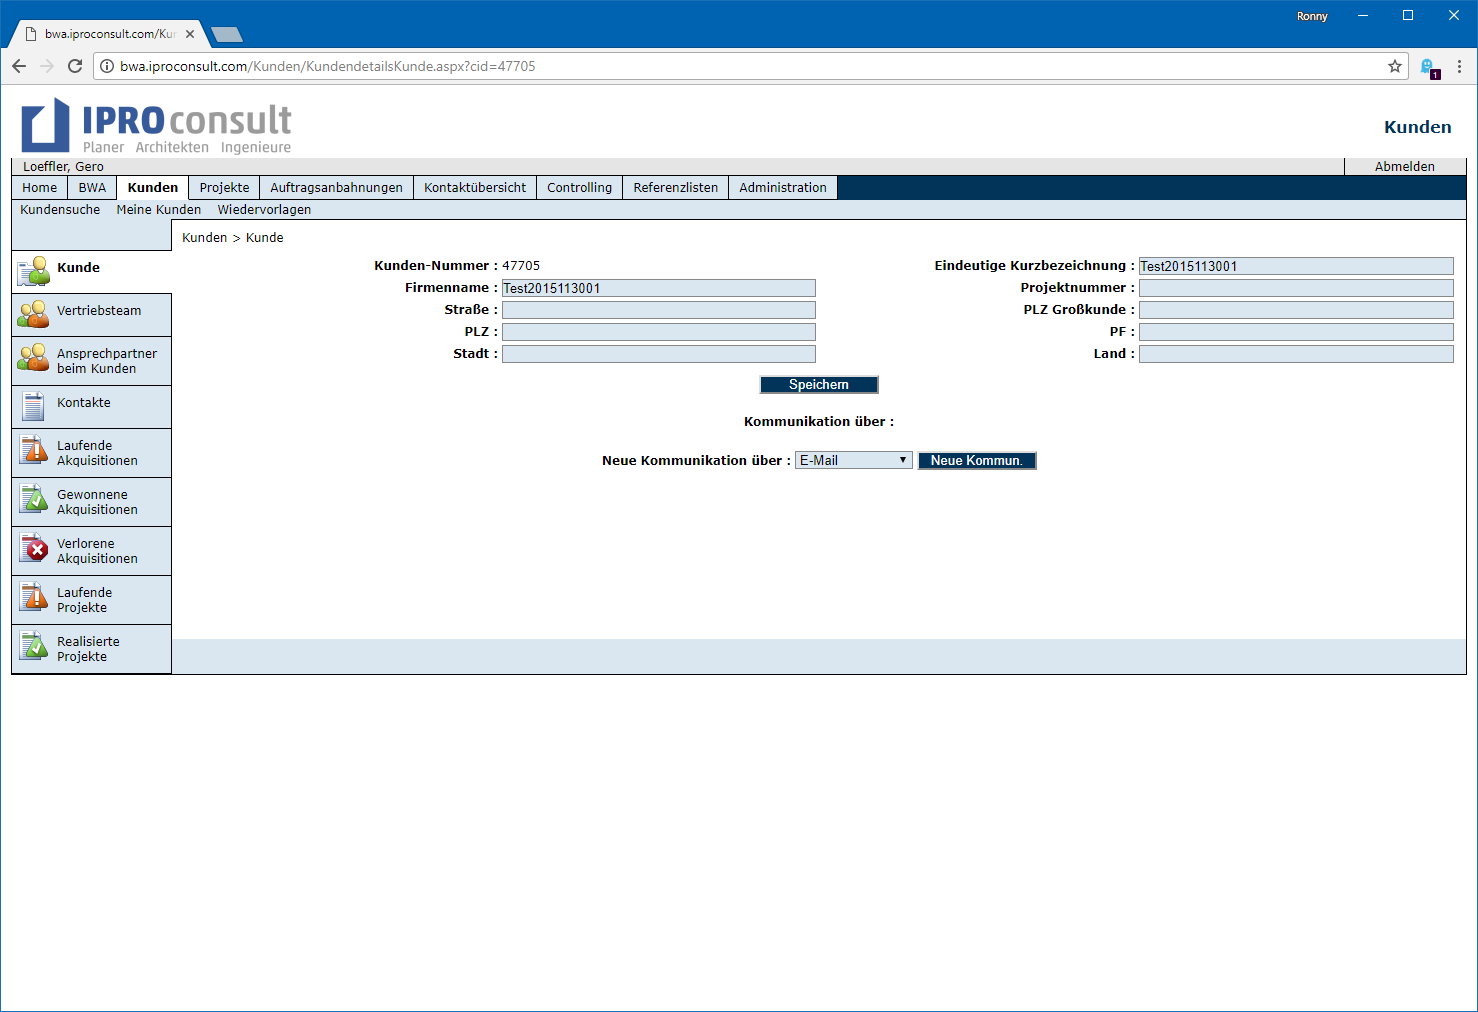 Ronny
bwa.iproconsult.com/Kun
bwa.iproconsult.com/Kunden/KundendetailsKunde.aspx?cid=47705
1
IPROconsult
Planer Architekten Ingenieure
Kunden
Loeffler, Gero
Abmelden
Home BWA Kunden Projekte Auftragsanbahnungen Kontaktübersicht Controlling Referenzlisten Administration
Kundensuche Meine Kunden Wiedervorlagen
Kunden > Kunde
Kunde
Vertriebsteam
Ansprechpartner
beim Kunden
Kontakte
Laufende
Akquisitionen
Gewonnene
Akquisitionen
Verlorene
Akquisitionen
Laufende
Projekte
Realisierte
Projekte
Kunden-Nummer : 47705
Eindeutige Kurzbezeichnung : Test2015113001
Firmenname : Test2015113001
Projektnummer :
Straße :
PLZ Großkunde :
PLZ :
PF :
Stadt :
Land :
Speichern
Kommunikation über :
Neue Kommunikation über : E-Mail Neue Kommun.